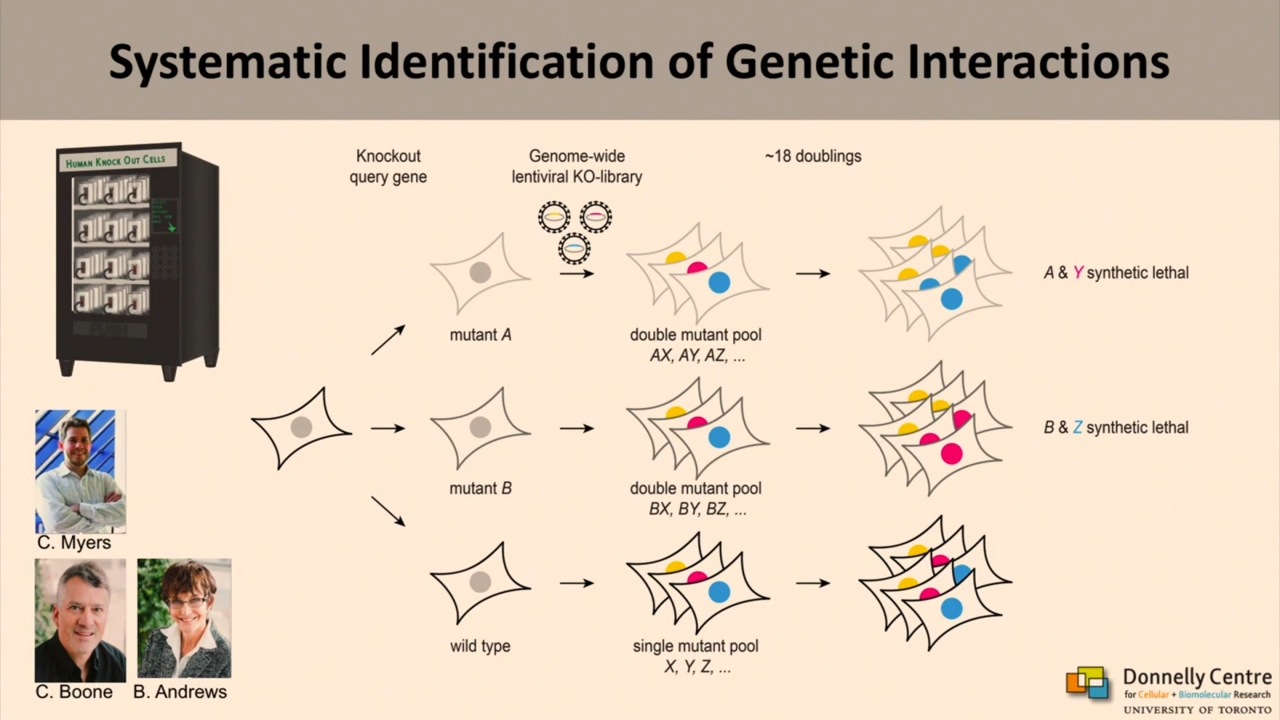 Systematic Identification of Genetic Interactions
HUMAN KNOCK OUT CELLS
Knockout
query gene
Genome-wide
lentiviral KO-library
~18 doublings
mutant A
double mutant pool
AX, AY, AZ, ...
A & Y synthetic lethal
mutant B
double mutant pool
BX, BY, BZ, ...
B & Z synthetic lethal
wild type
single mutant pool
X, Y, Z, ...
C. Myers
C. Boone
B. Andrews
Donnelly Centre
for Cellular + Biomolecular Research
UNIVERSITY OF TORONTO